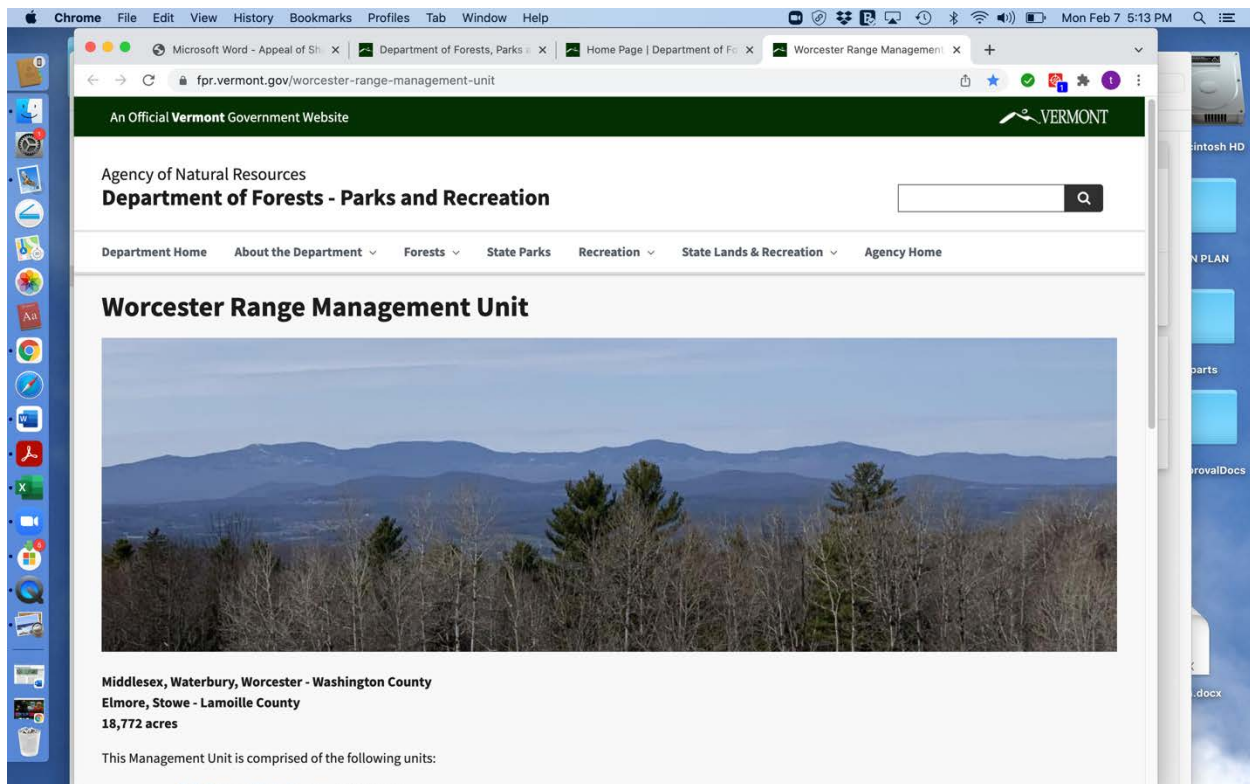 Chrome File Edit View History Bookmarks Profiles Tab Window Help Mon Feb 7 5:13 PM
Microsoft Word - Appeal of Sh Department of Forests, Parks a Home Page | Department of Fo Worcester Range Management
fpr.vermont.gov/worcester-range-management-unit
An Official Vermont Government Website VERMONT
Agency of Natural Resources
Department of Forests - Parks and Recreation
Department Home About the Department Forests State Parks Recreation State Lands & Recreation Agency Home
Worcester Range Management Unit
Middlesex, Waterbury, Worcester - Washington County
Elmore, Stowe - Lamoille County
18,772 acres
This Management Unit is comprised of the following units:
cintosh HD
N PLAN
parts
rovalDocs
.docx